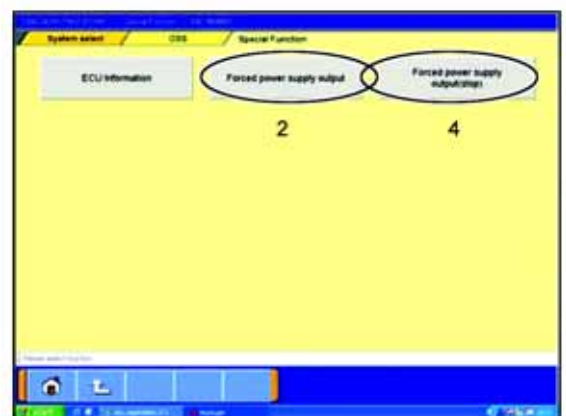 System select
OSS
Special Function
ECU Information
Forced power supply output
Forced power supply
output(stop)
2
4